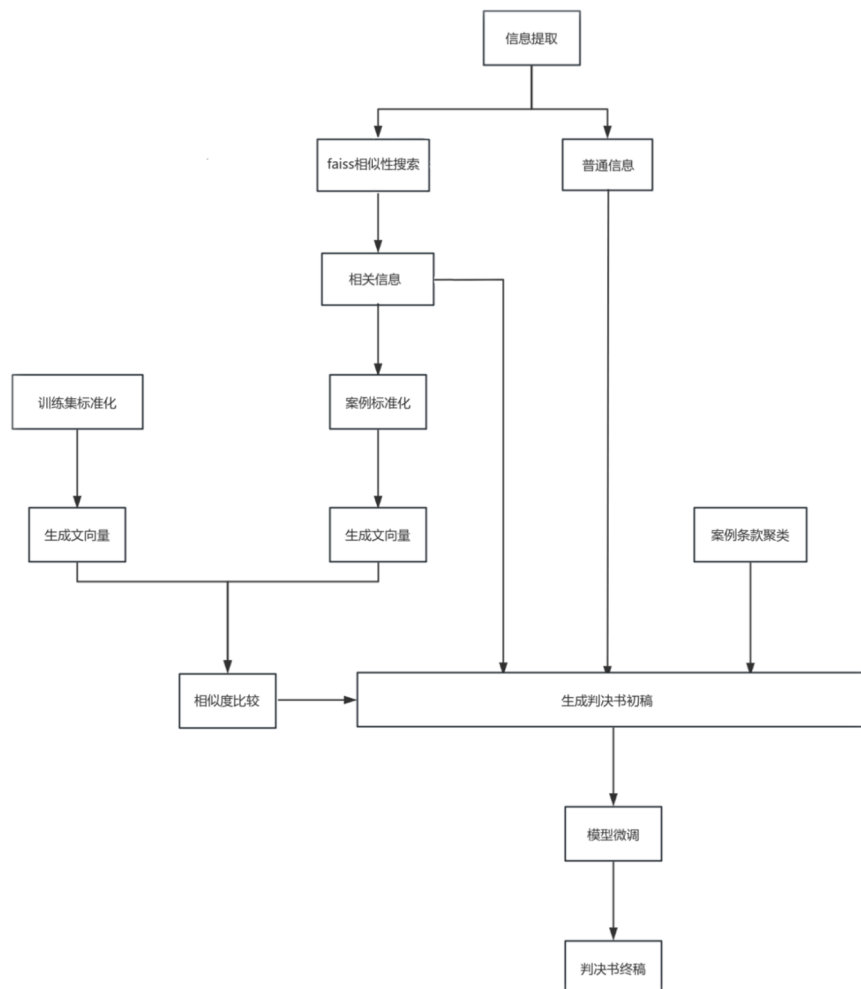 信息提取
faiss相似性搜索
普通信息
相关信息
训练集标准化
案例标准化
生成文向量
生成文向量
案例条款聚类
相似度比较
生成判决书初稿
模型微调
判决书终稿